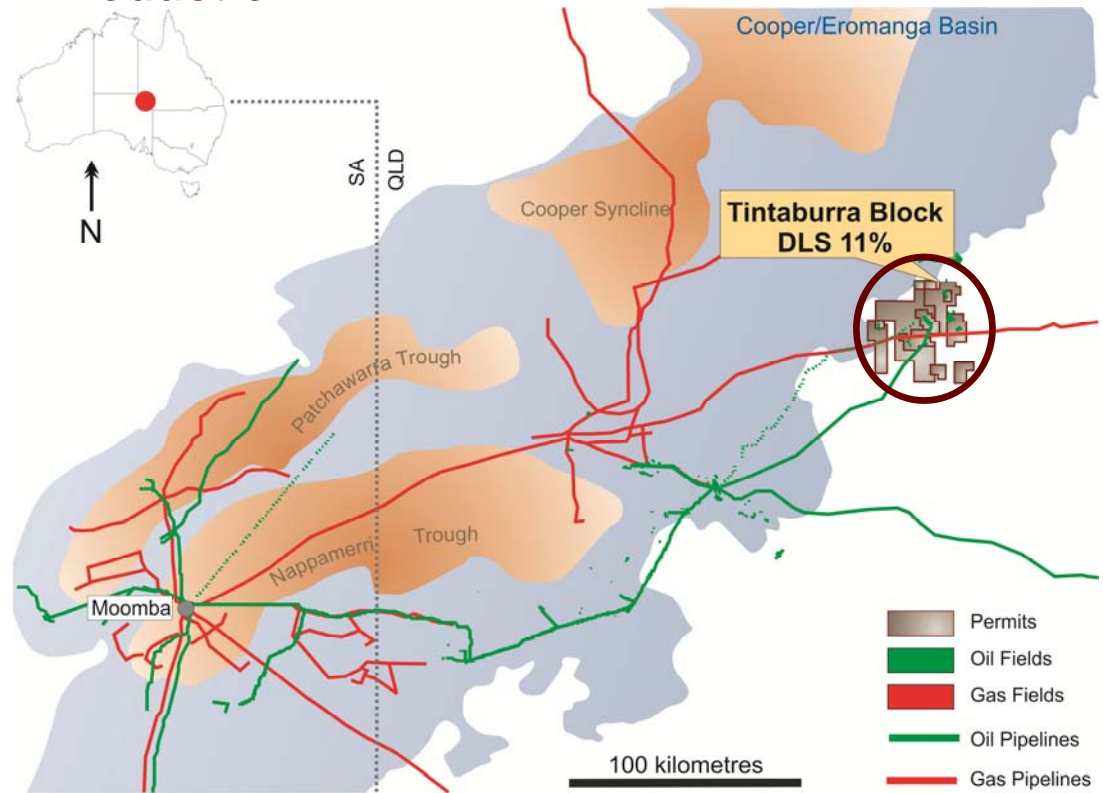 Cooper/Eromanga Basin
SA
QLD
N
Cooper Syncline
Tintaburra Block
DLS 11%
Patchawarra Trough
Nappamerri Trough
Moomba
Permits
Oil Fields
Gas Fields
Oil Pipelines
Gas Pipelines
100 kilometres